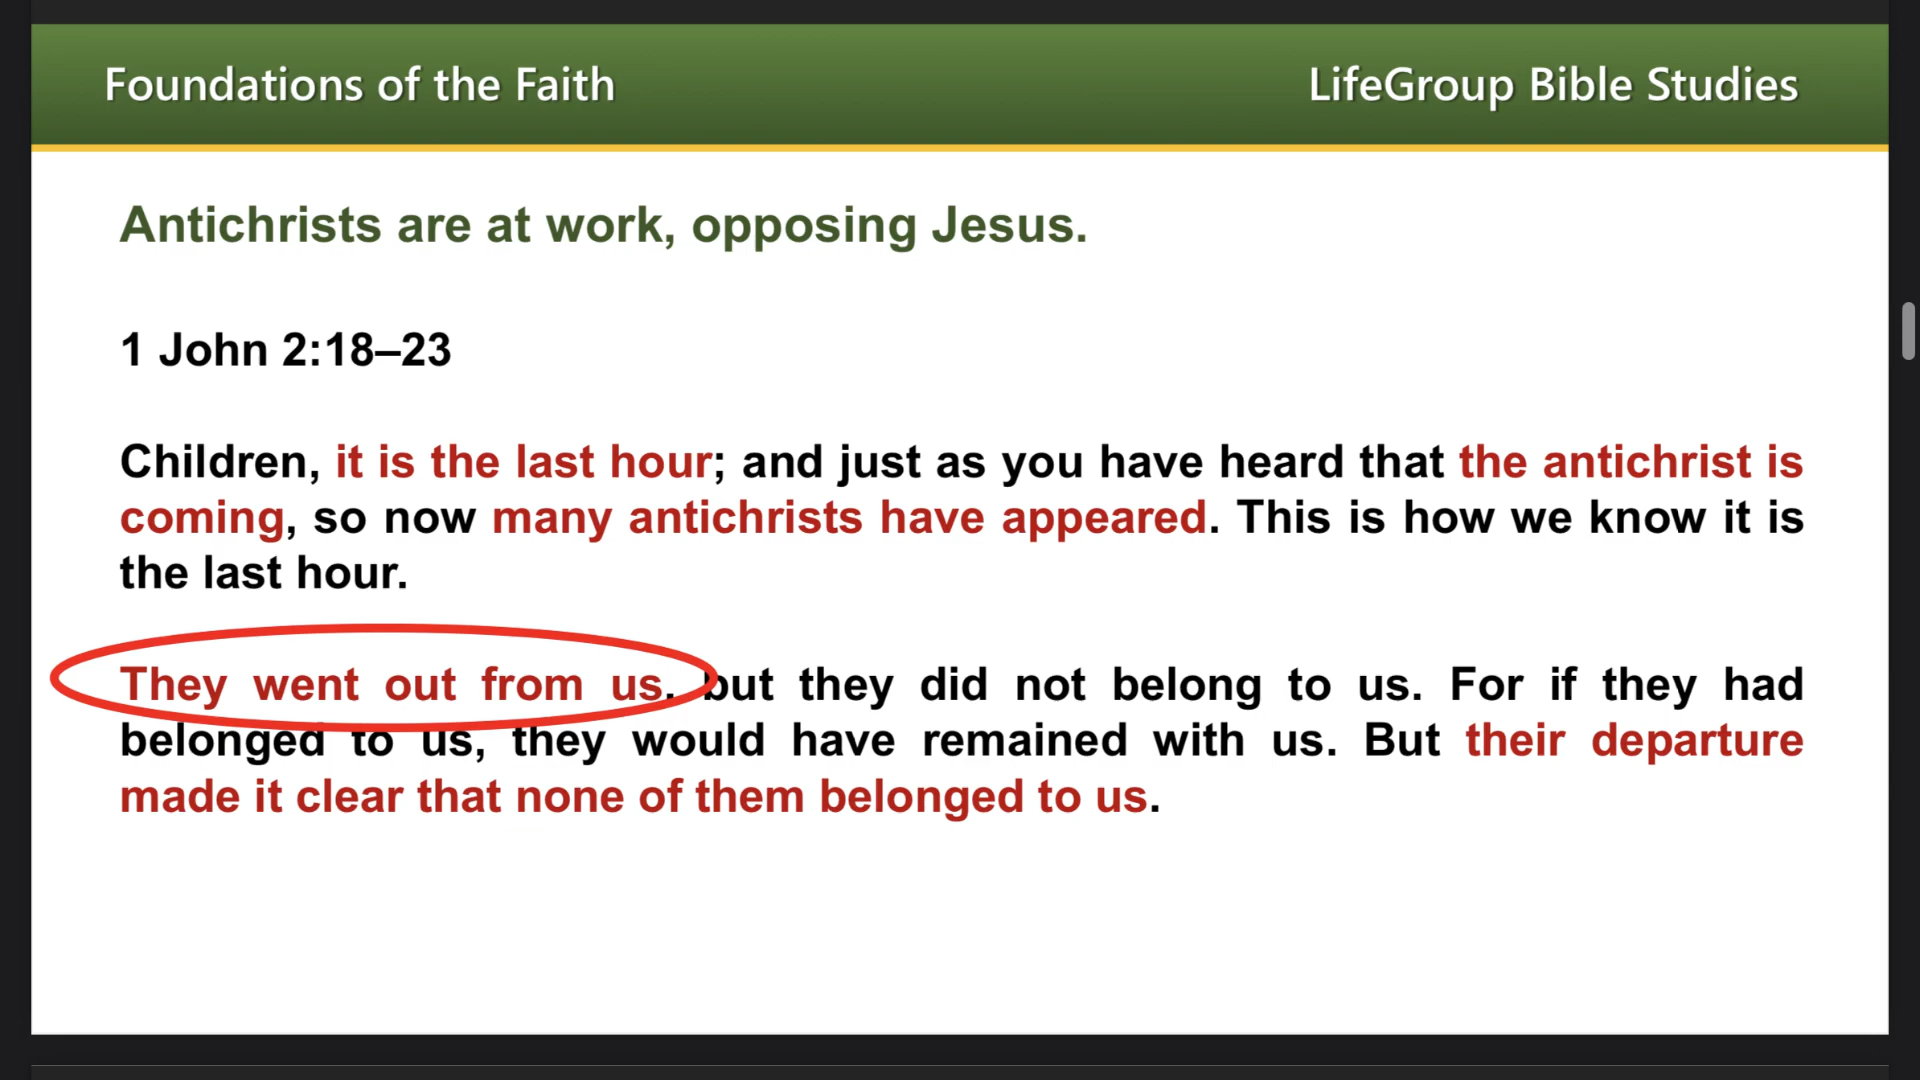 Foundations of the Faith
LifeGroup Bible Studies
Antichrists are at work, opposing Jesus.
1 John 2:18–23
Children, it is the last hour; and just as you have heard that the antichrist is
coming, so now many antichrists have appeared. This is how we know it is
the last hour.
They went out from us, but they did not belong to us. For if they had
belonged to us, they would have remained with us. But their departure
made it clear that none of them belonged to us.